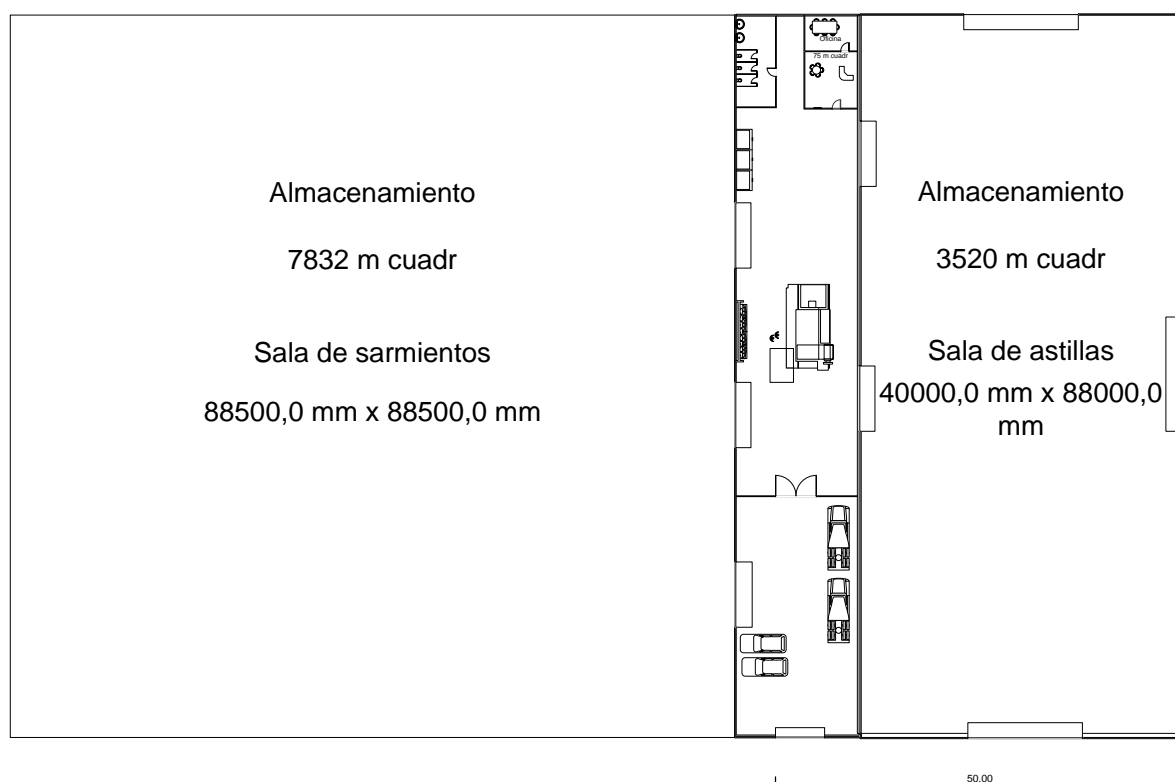 Oficina
75 m cuadr
Almacenamiento
7832 m cuadr
Sala de sarmientos
88500,0 mm x 88500,0 mm
Almacenamiento
3520 m cuadr
Sala de astillas
40000,0 mm x 88000,0
mm
50,00